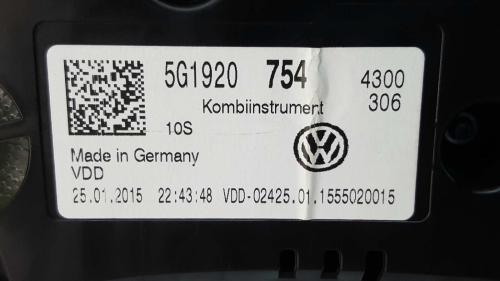 5G1920 754 4300
Kombiinstrument 306
10S
Made in Germany
VDD
25.01.2015 22:43:48 VDD-02425.01.1555020015